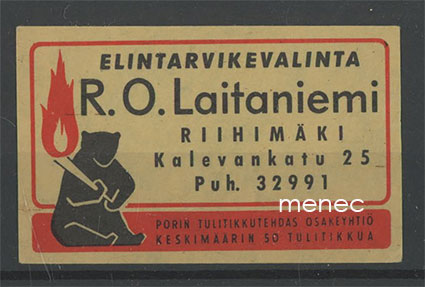 ELINTARVIKEVALINTA
R.O. Laitaniemi
RIIHIMÄKI
Kalevankatu 25
Puh. 32991
menec
PORIN TULITIKKUTEHDAS OSAKEYHTIÖ
KESKIMÄÄRIN 50 TULITIKKUA